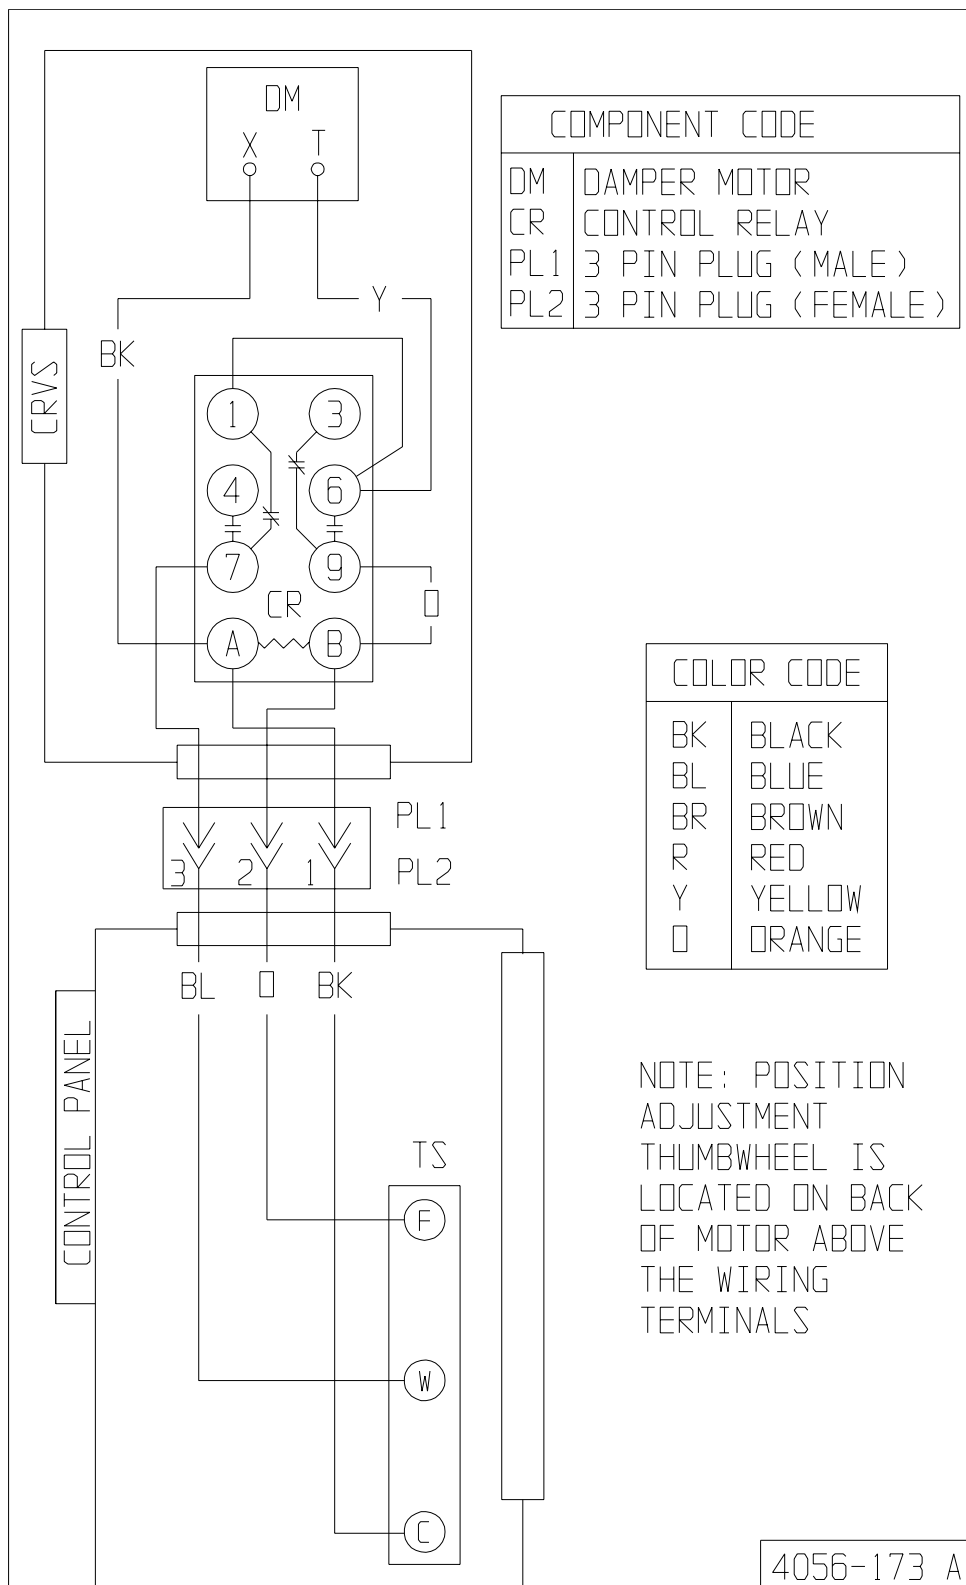 DM
X T
COMPONENT CODE
DM DAMPER MOTOR
CR CONTROL RELAY
PL1 3 PIN PLUG (MALE)
PL2 3 PIN PLUG (FEMALE)
Y
BK
CRVS
1 3
4 6
7 9
CR O
A B
COLOR CODE
BK BLACK
BL BLUE
BR BROWN
R RED
Y YELLOW
O ORANGE
PL1
3 2 1 PL2
BL O BK
CONTROL PANEL
NOTE: POSITION
ADJUSTMENT
THUMBWHEEL IS
LOCATED ON BACK
OF MOTOR ABOVE
THE WIRING
TERMINALS
TS
F
W
C
4056-173 A